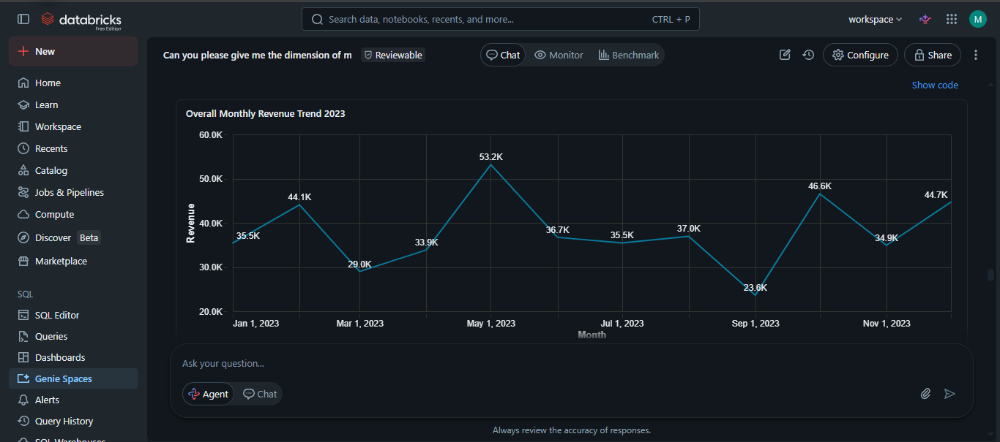 databricks
Free Edition
Search data, notebooks, recents, and more...
CTRL + P
workspace
M
New
Home
Learn
Workspace
Recents
Catalog
Jobs & Pipelines
Compute
Discover Beta
Marketplace
SQL
SQL Editor
Queries
Dashboards
Genie Spaces
Alerts
Query History
SQL Warehouses
Can you please give me the dimension of m
Reviewable
Chat
Monitor
Benchmark
Configure
Share
Show code
Overall Monthly Revenue Trend 2023
Revenue
60.0K
50.0K
40.0K
30.0K
20.0K
35.5K
44.1K
29.0K
33.9K
53.2K
36.7K
35.5K
37.0K
23.6K
46.6K
34.9K
44.7K
Jan 1, 2023
Mar 1, 2023
May 1, 2023
Jul 1, 2023
Sep 1, 2023
Nov 1, 2023
Month
Ask your question...
Agent
Chat
Always review the accuracy of responses.